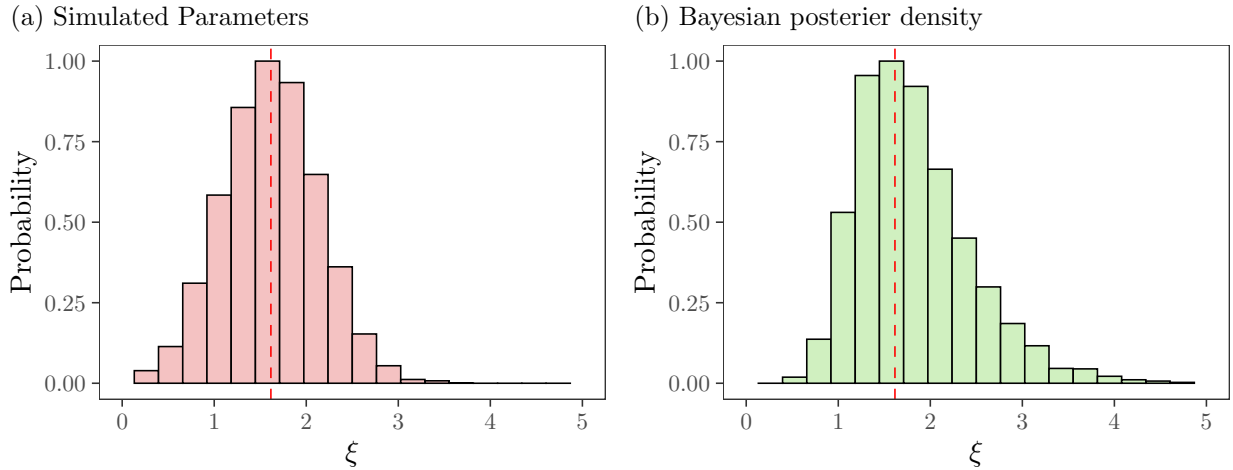 (a) Simulated Parameters
Probability
1.00
0.75
0.50
0.25
0.00
0 1 2 3 4 5
ξ
(b) Bayesian posterier density
Probability
1.00
0.75
0.50
0.25
0.00
0 1 2 3 4 5
ξ